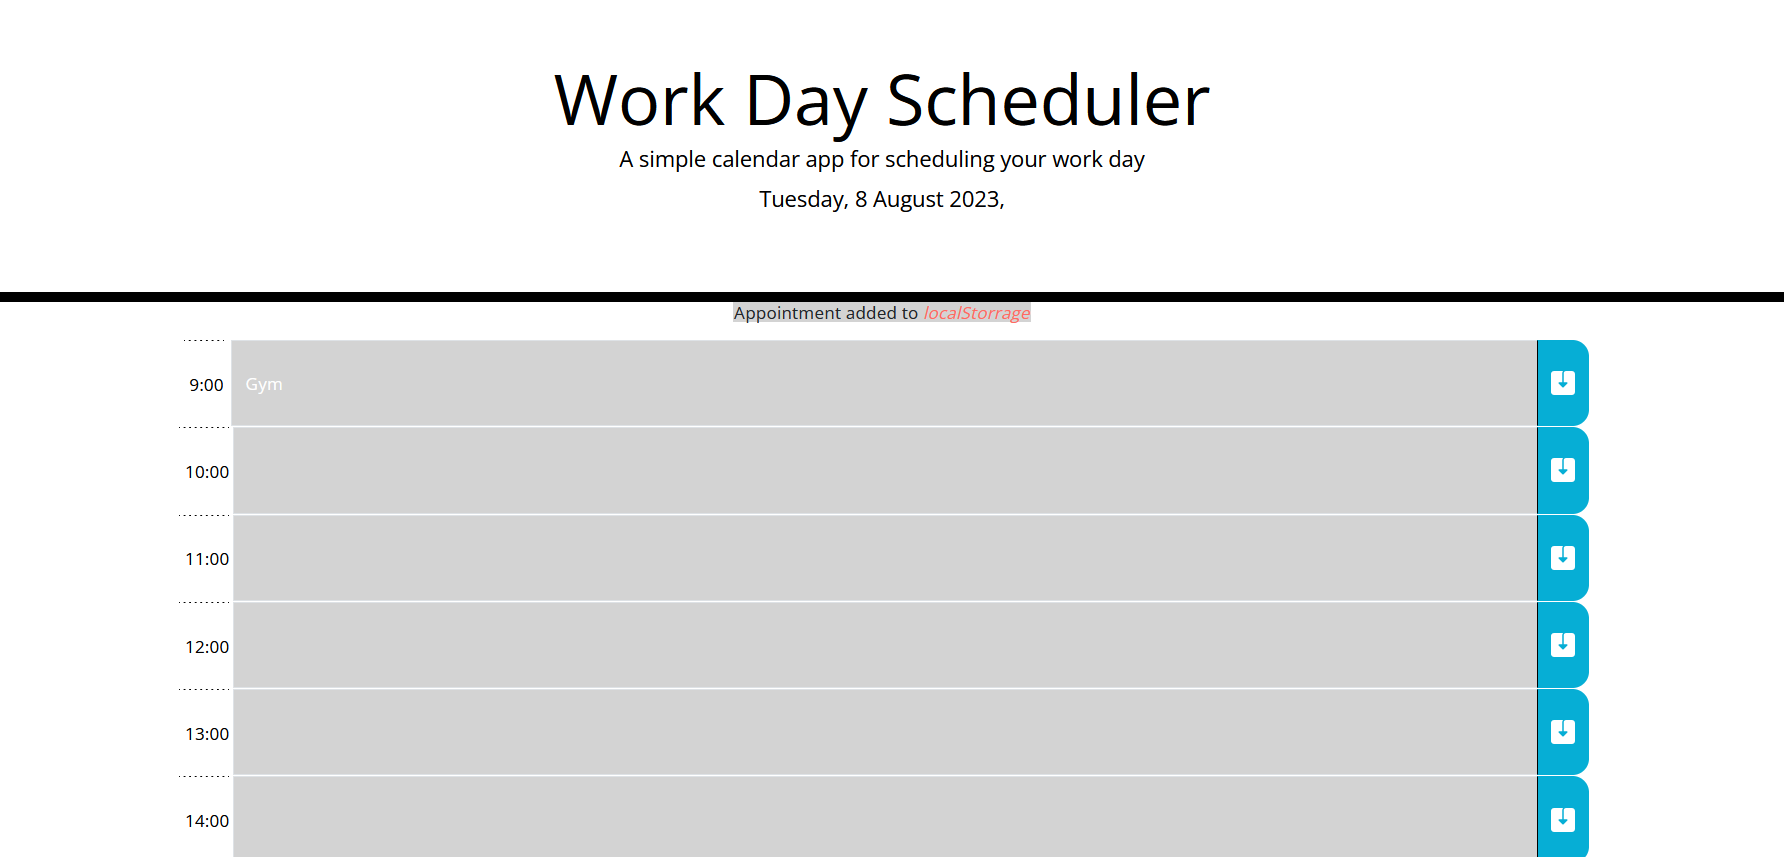 Work Day Scheduler
A simple calendar app for scheduling your work day
Tuesday, 8 August 2023,
Appointment added to localStorrage
9:00 Gym
10:00
11:00
12:00
13:00
14:00